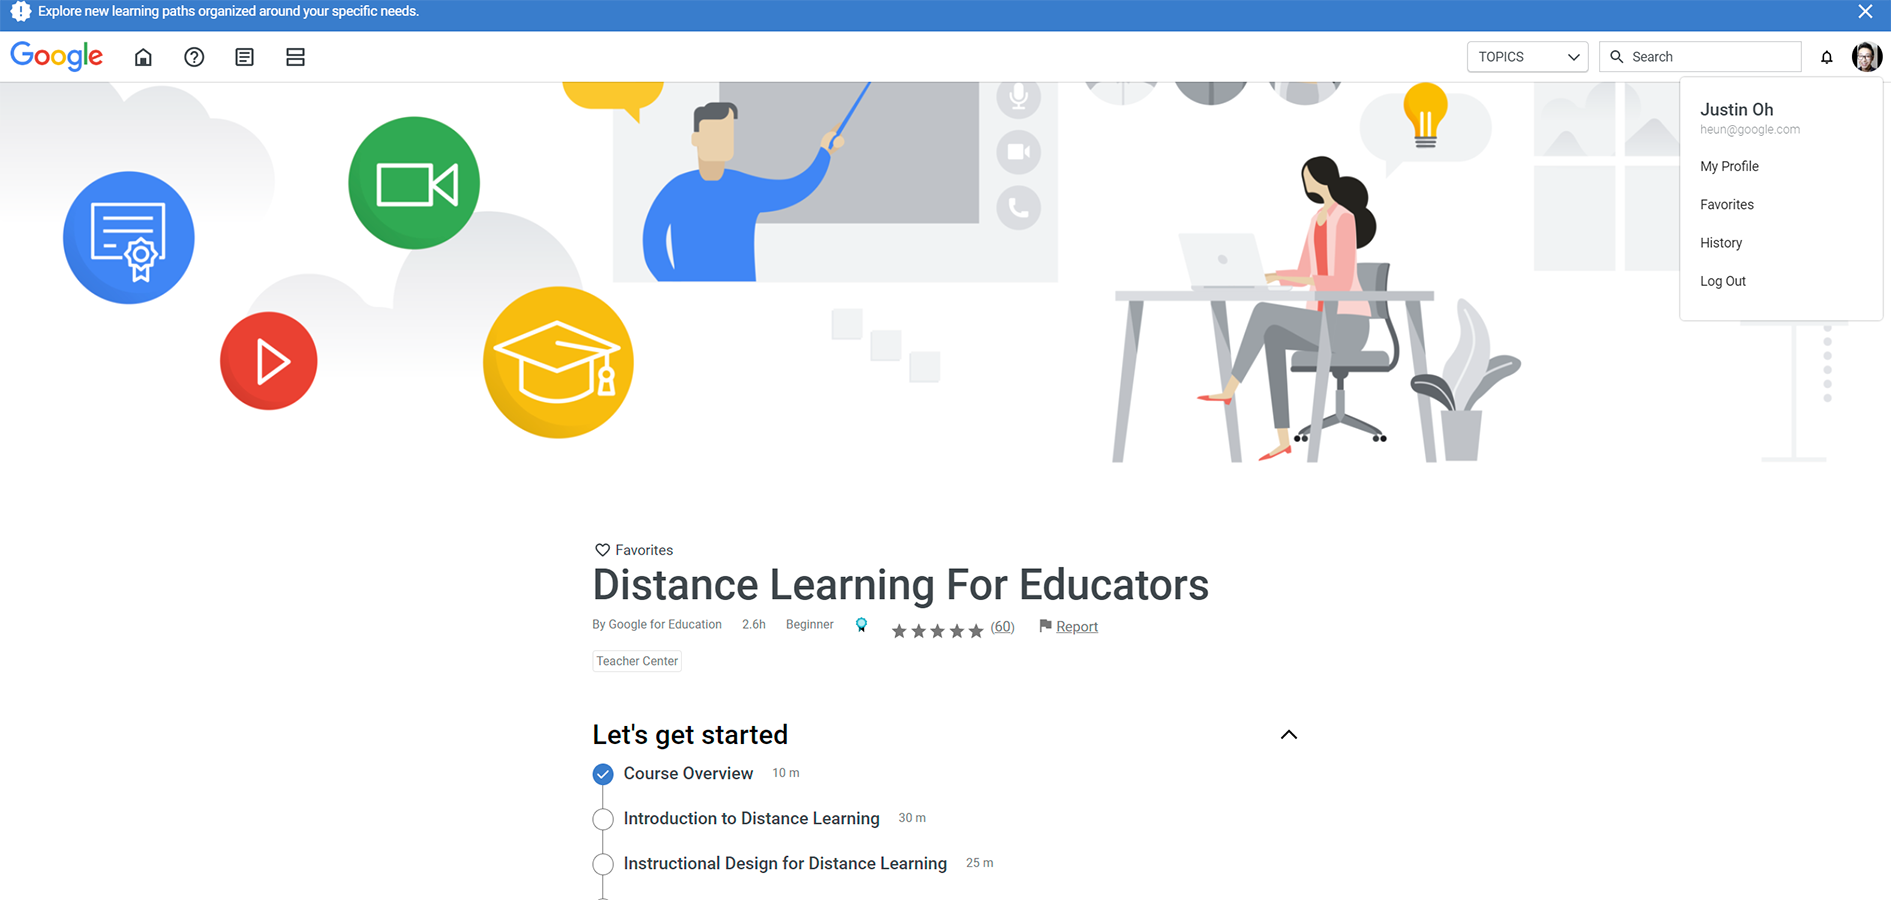 Explore new learning paths organized around your specific needs.
Google
TOPICS
Search
Justin Oh
heun@google.com
My Profile
Favorites
History
Log Out
Favorites
Distance Learning For Educators
By Google for Education 2.6h Beginner (60) Report
Teacher Center
Let's get started
Course Overview 10 m
Introduction to Distance Learning 30 m
Instructional Design for Distance Learning 25 m